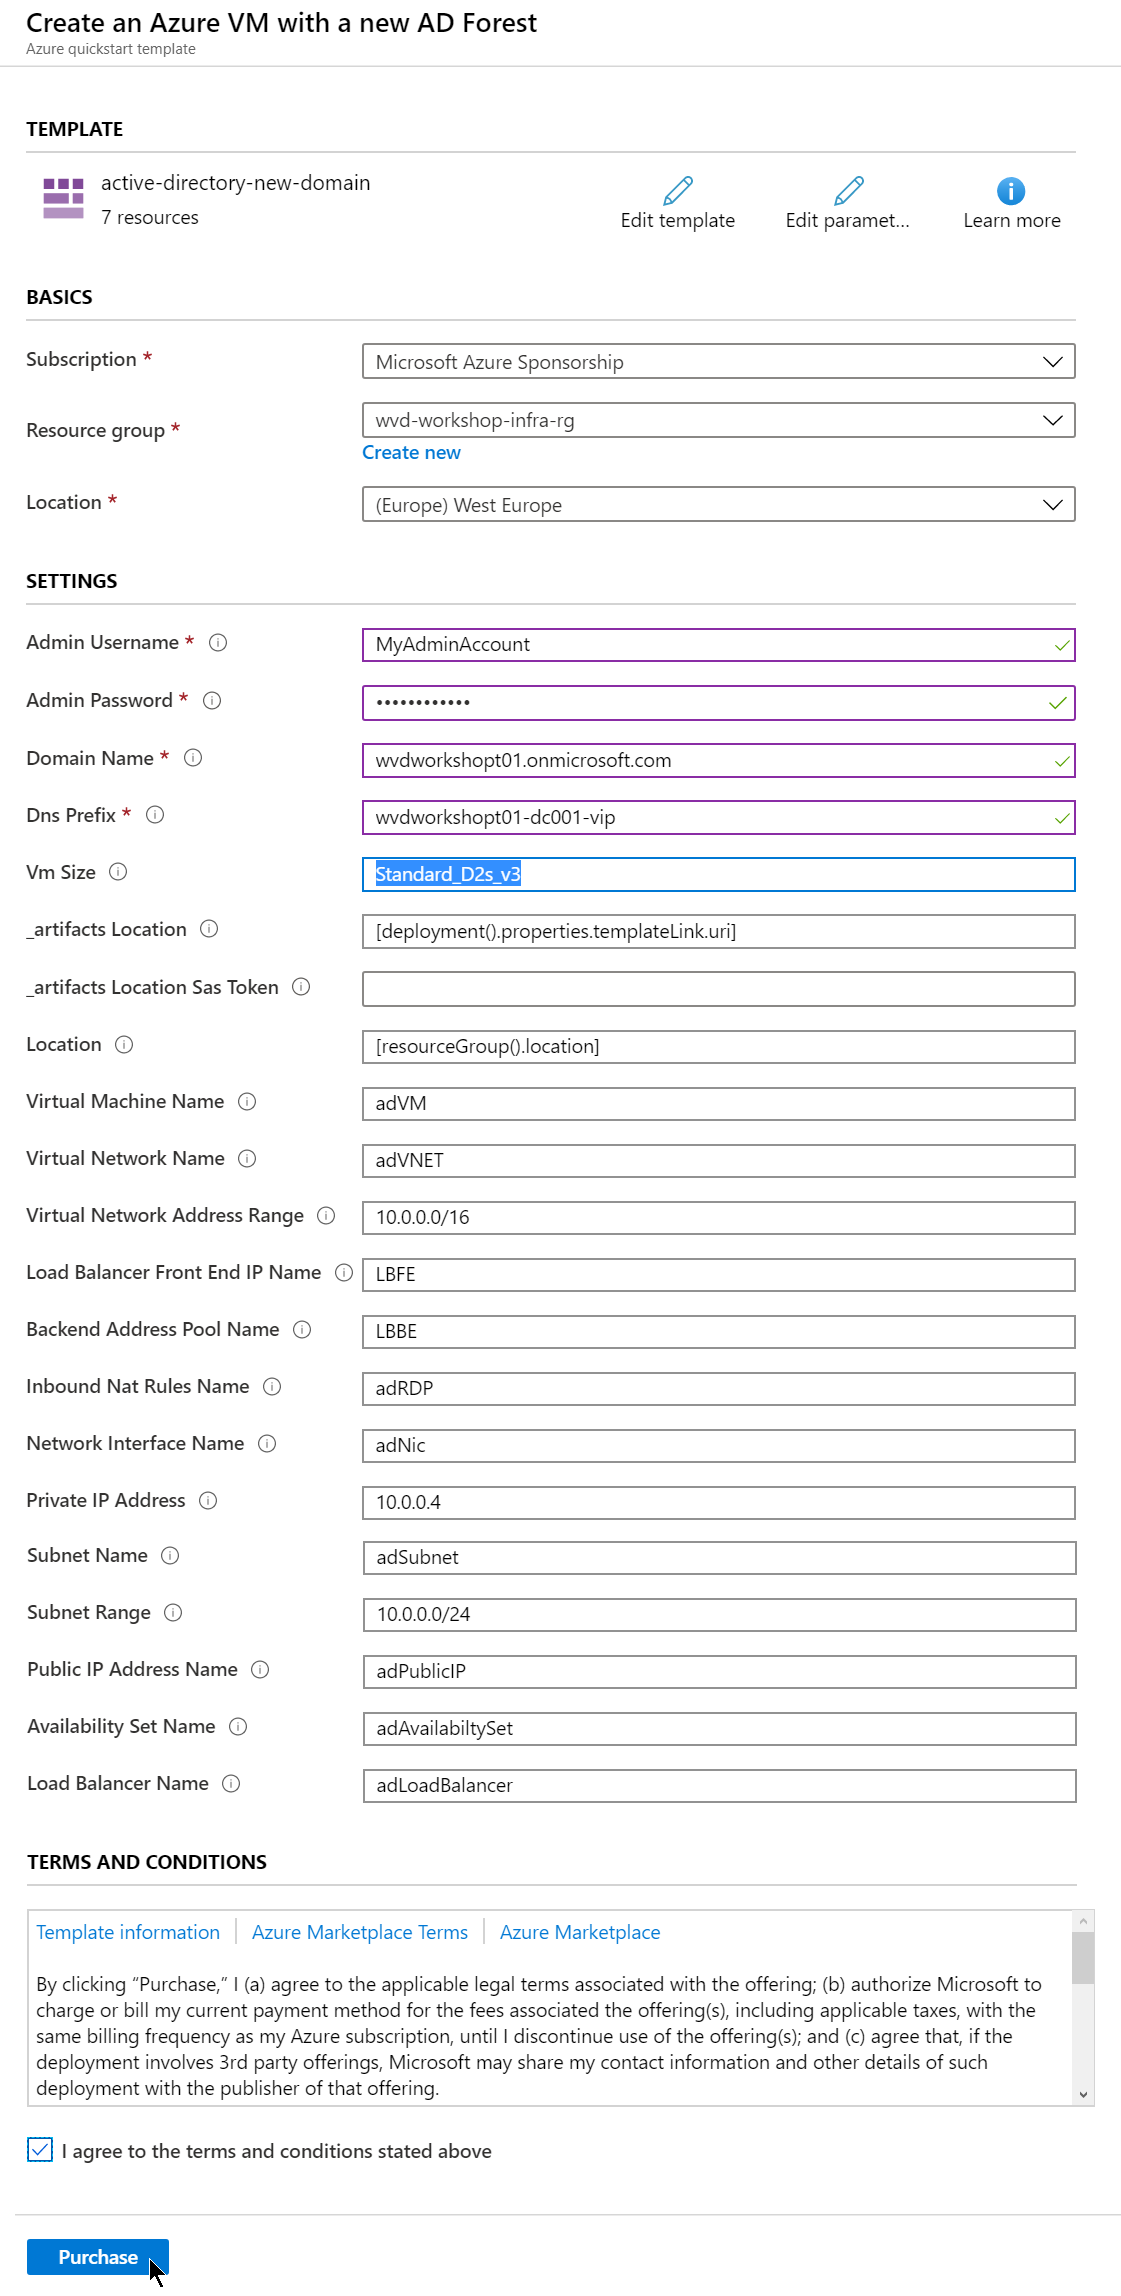 Create an Azure VM with a new AD Forest
Azure quickstart template
TEMPLATE
active-directory-new-domain
7 resources
Edit template
Edit paramet...
Learn more
BASICS
Subscription *
Microsoft Azure Sponsorship
Resource group *
wvd-workshop-infra-rg
Create new
Location *
(Europe) West Europe
SETTINGS
Admin Username *
MyAdminAccount
Admin Password *
••••••••••••
Domain Name *
wvdworkshopt01.onmicrosoft.com
Dns Prefix *
wvdworkshopt01-dc001-vip
Vm Size
Standard_D2s_v3
_artifacts Location
[deployment().properties.templateLink.uri]
_artifacts Location Sas Token
Location
[resourceGroup().location]
Virtual Machine Name
adVM
Virtual Network Name
adVNET
Virtual Network Address Range
10.0.0.0/16
Load Balancer Front End IP Name
LBFE
Backend Address Pool Name
LBBE
Inbound Nat Rules Name
adRDP
Network Interface Name
adNic
Private IP Address
10.0.0.4
Subnet Name
adSubnet
Subnet Range
10.0.0.0/24
Public IP Address Name
adPublicIP
Availability Set Name
adAvailabiltySet
Load Balancer Name
adLoadBalancer
TERMS AND CONDITIONS
Template information | Azure Marketplace Terms | Azure Marketplace
By clicking “Purchase,” I (a) agree to the applicable legal terms associated with the offering; (b) authorize Microsoft to
charge or bill my current payment method for the fees associated the offering(s), including applicable taxes, with the
same billing frequency as my Azure subscription, until I discontinue use of the offering(s); and (c) agree that, if the
deployment involves 3rd party offerings, Microsoft may share my contact information and other details of such
deployment with the publisher of that offering.
I agree to the terms and conditions stated above
Purchase